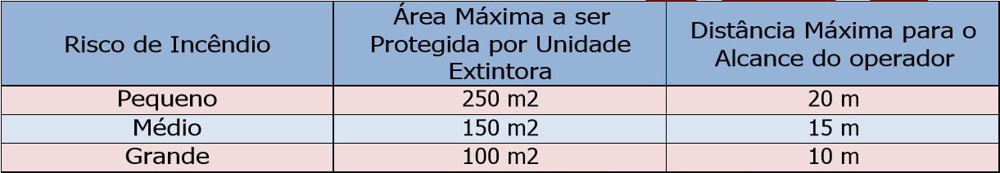 Risco de Incêndio
Área Máxima a ser
Protegida por Unidade
Extintora
Distância Máxima para o
Alcance do operador
Pequeno 250 m2 20 m
Médio 150 m2 15 m
Grande 100 m2 10 m